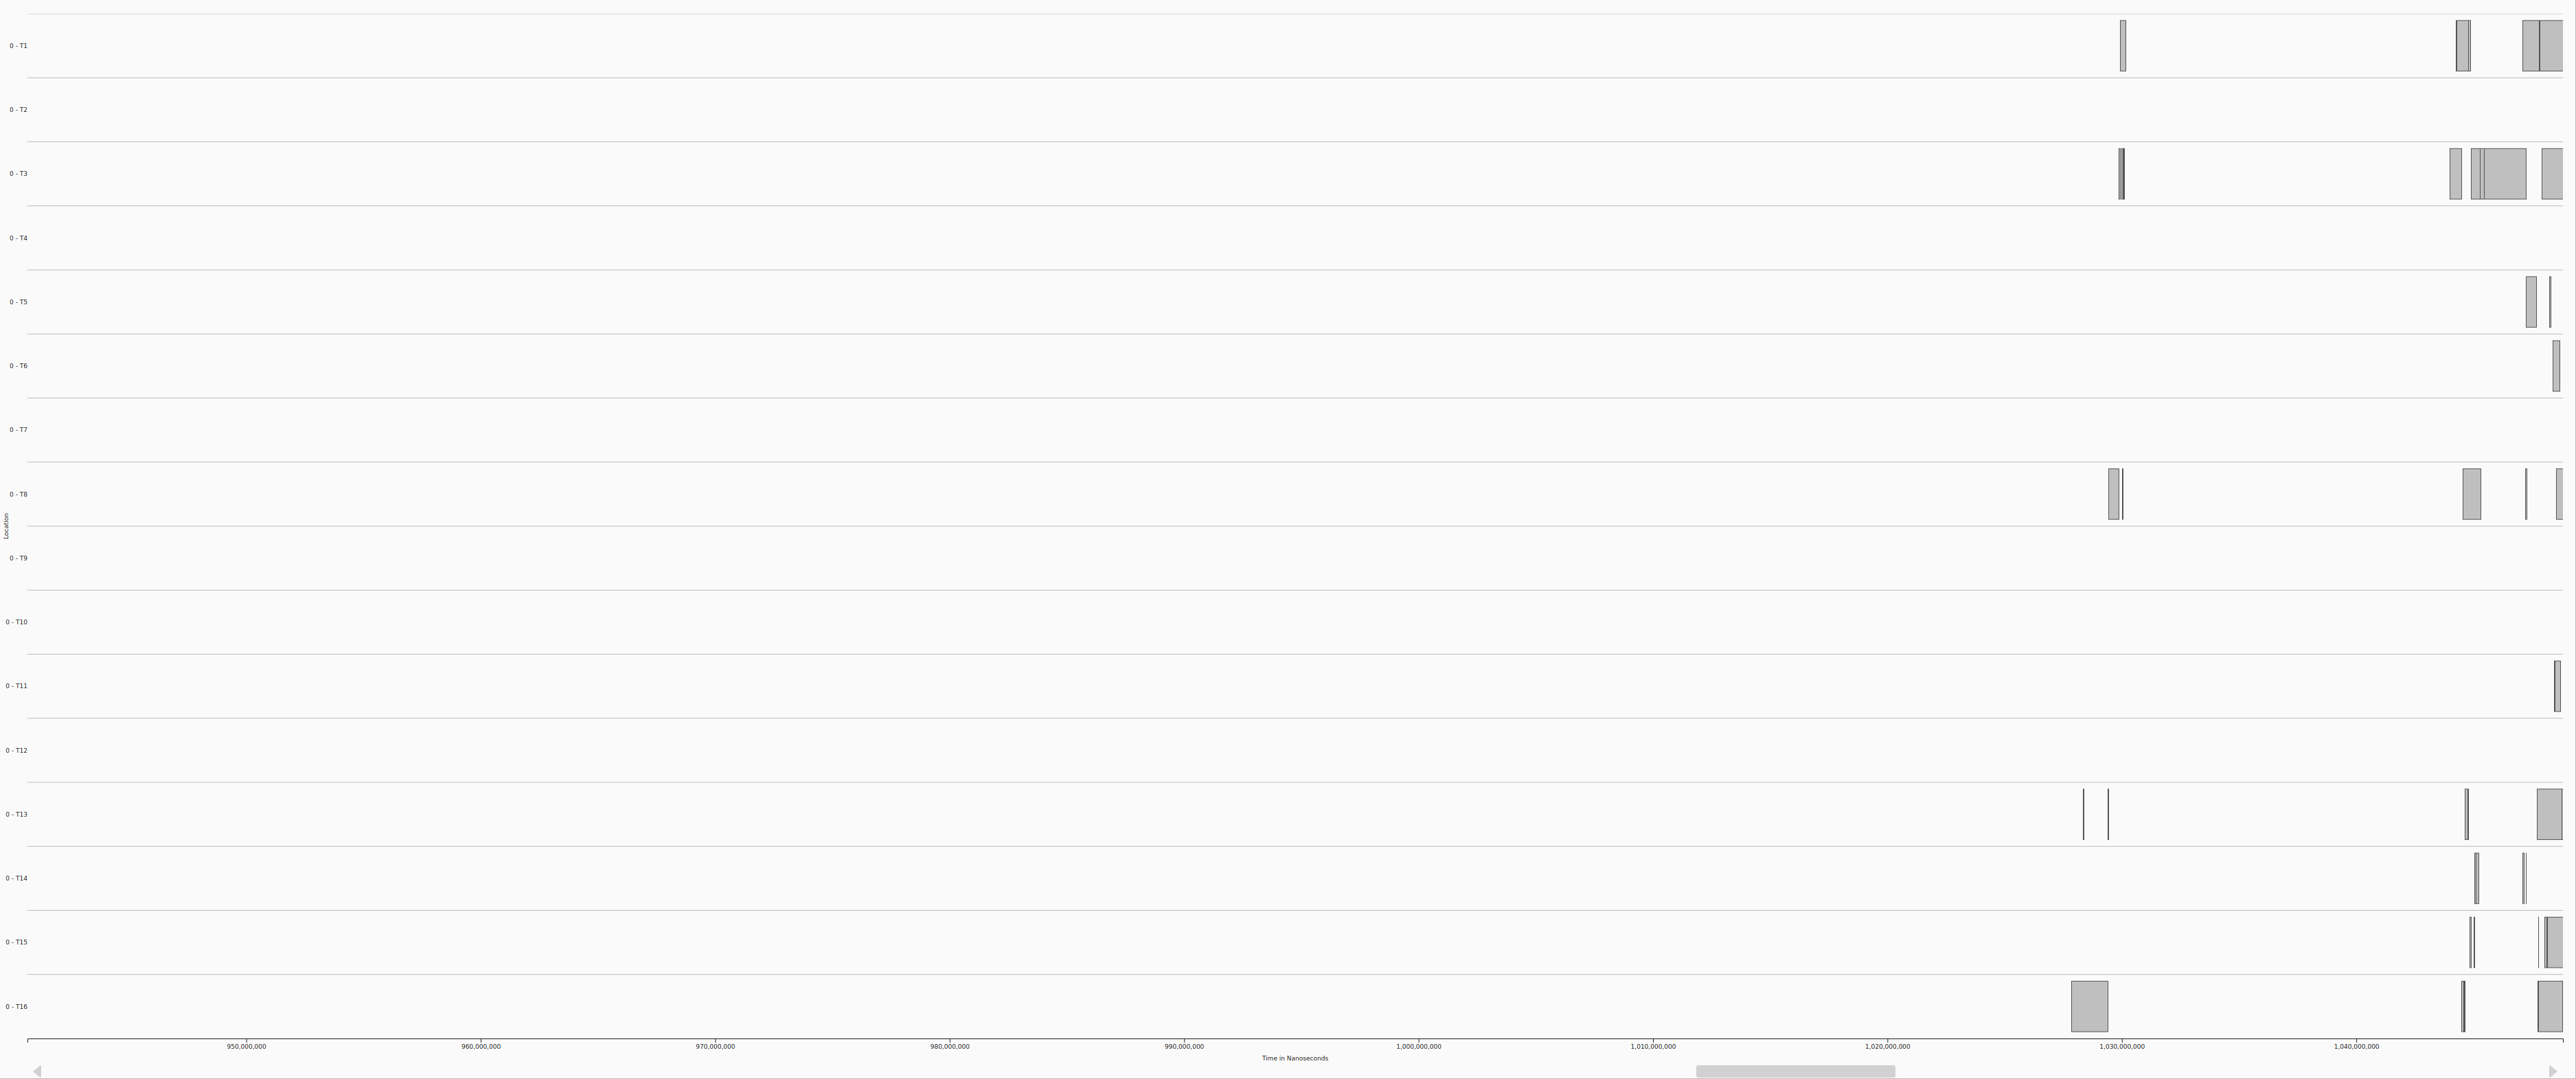 0 - T1
0 - T2
0 - T3
0 - T4
0 - T5
0 - T6
0 - T7
0 - T8
Location
0 - T9
0 - T10
0 - T11
0 - T12
0 - T13
0 - T14
0 - T15
0 - T16
950,000,000 960,000,000 970,000,000 980,000,000 990,000,000 1,000,000,000 1,010,000,000 1,020,000,000 1,030,000,000 1,040,000,000
Time in Nanoseconds